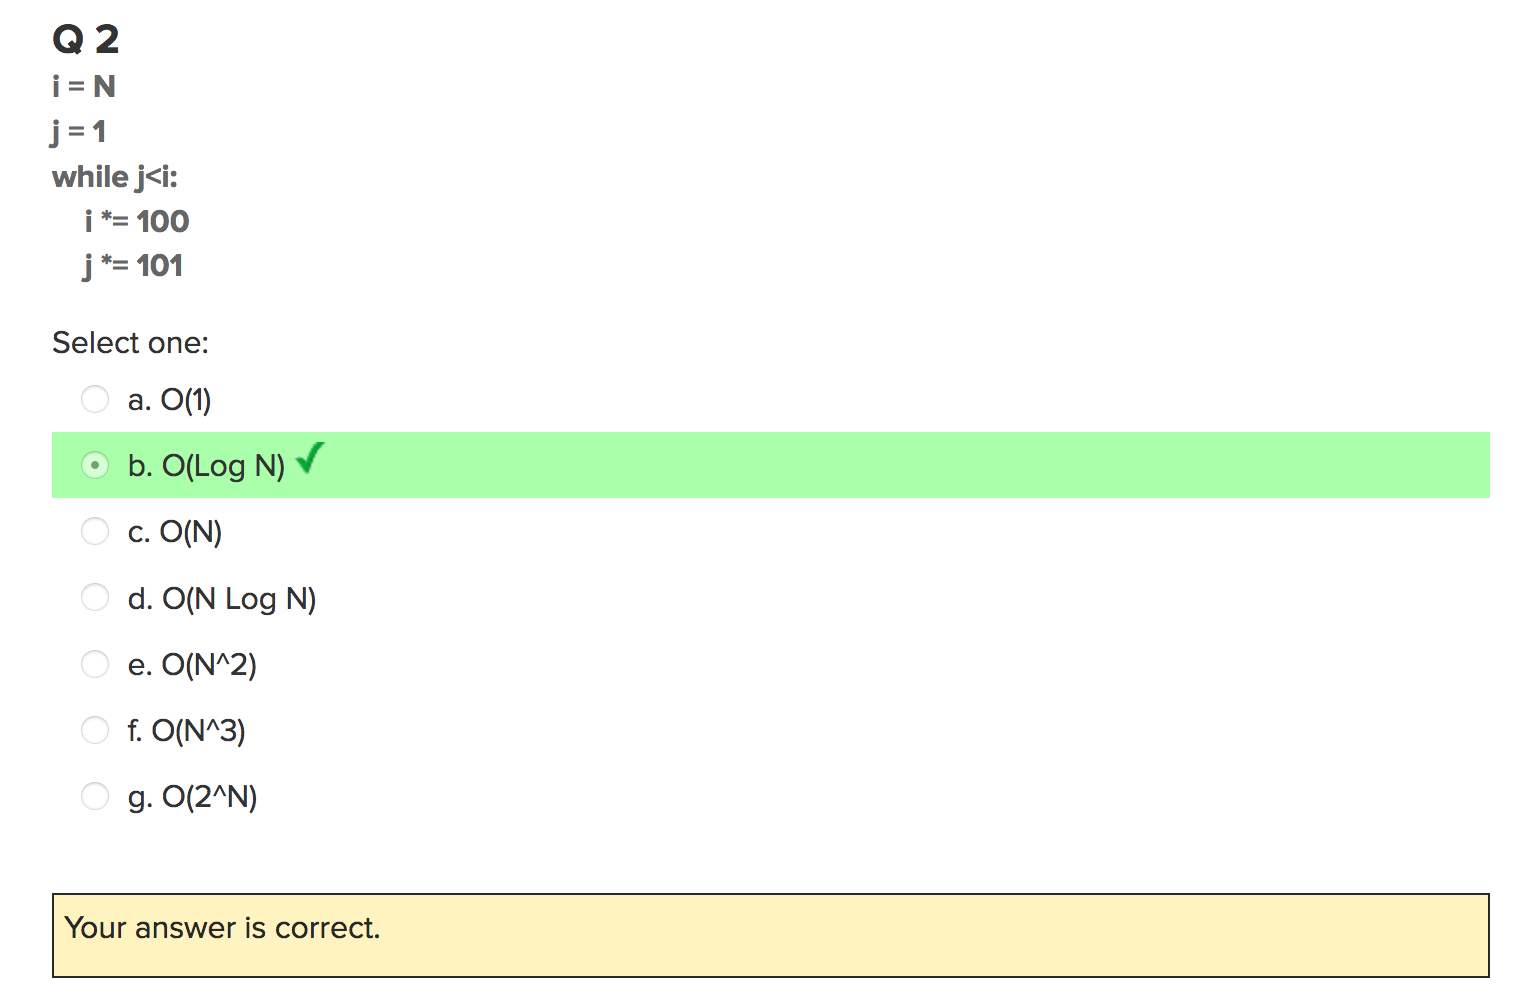 Q 2
i = N
j = 1
while j<i:
i *= 100
j *= 101
Select one:
a. O(1)
b. O(Log N) ✓
c. O(N)
d. O(N Log N)
e. O(N^2)
f. O(N^3)
g. O(2^N)
Your answer is correct.